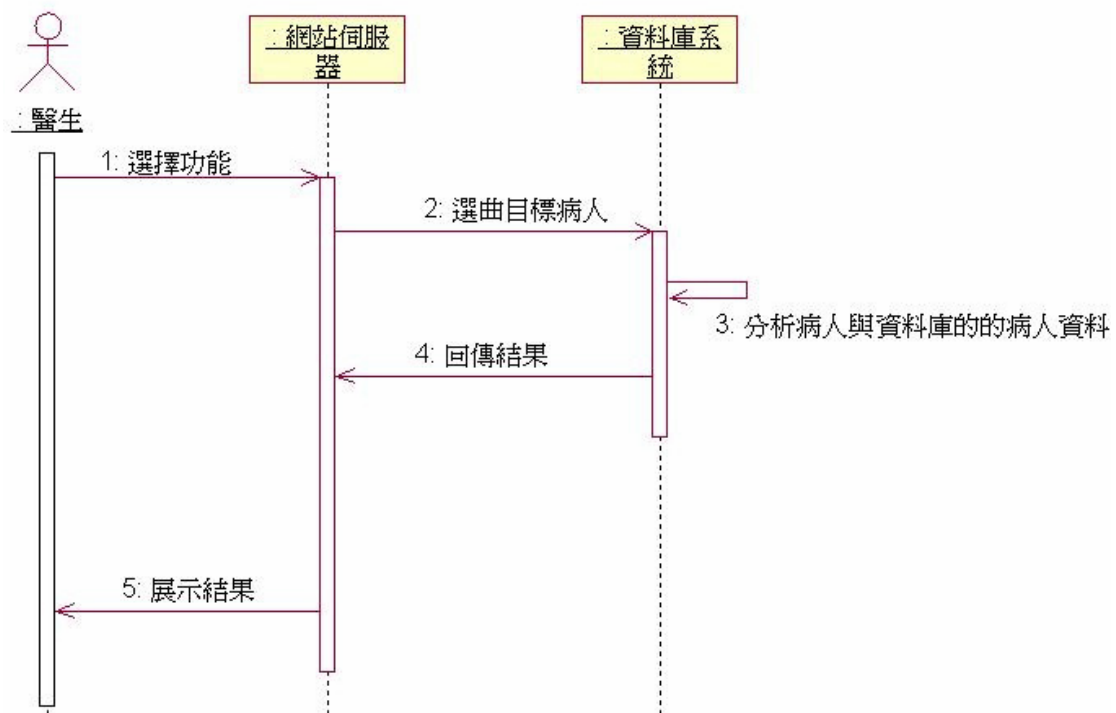 : 網站伺服
器
: 資料庫系
統
: 醫生
1: 選擇功能
2: 選曲目標病人
3: 分析病人與資料庫的的病人資料
4: 回傳結果
5: 展示結果